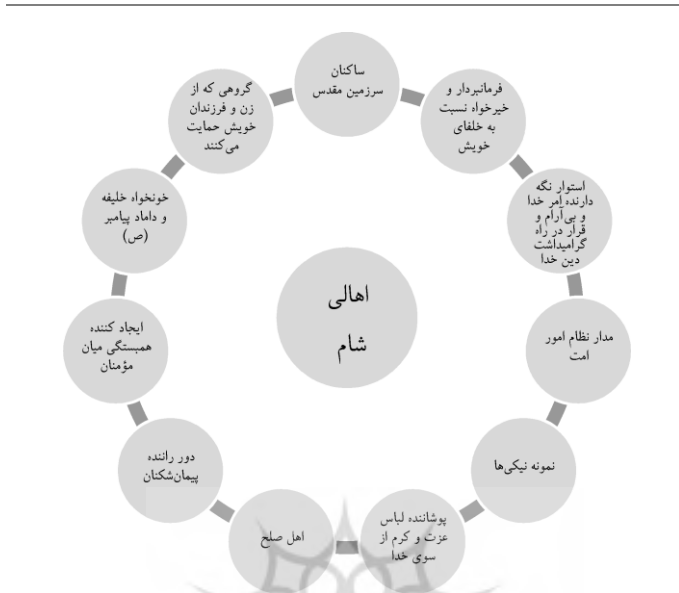 ساکنان
سرزمین مقدس
فرمانبردار و
خیرخواه نسبت
به خلفای
خویش
استوار نگه
دارنده امر خدا
و بی‌آرام و
قرار در راه
گرامیداشت
دین خدا
مدار نظام امور
امت
نمونه نیکی‌ها
پوشاننده لباس
عزت و کرم از
سوی خدا
اهل صلح
دور راننده
پیمان‌شکنان
ایجاد کننده
همبستگی میان
مؤمنان
خونخواه خلیفه
و داماد پیامبر
(ص)
گروهی که از
زن و فرزندان
خویش حمایت
می‌کنند
اهالی
شام